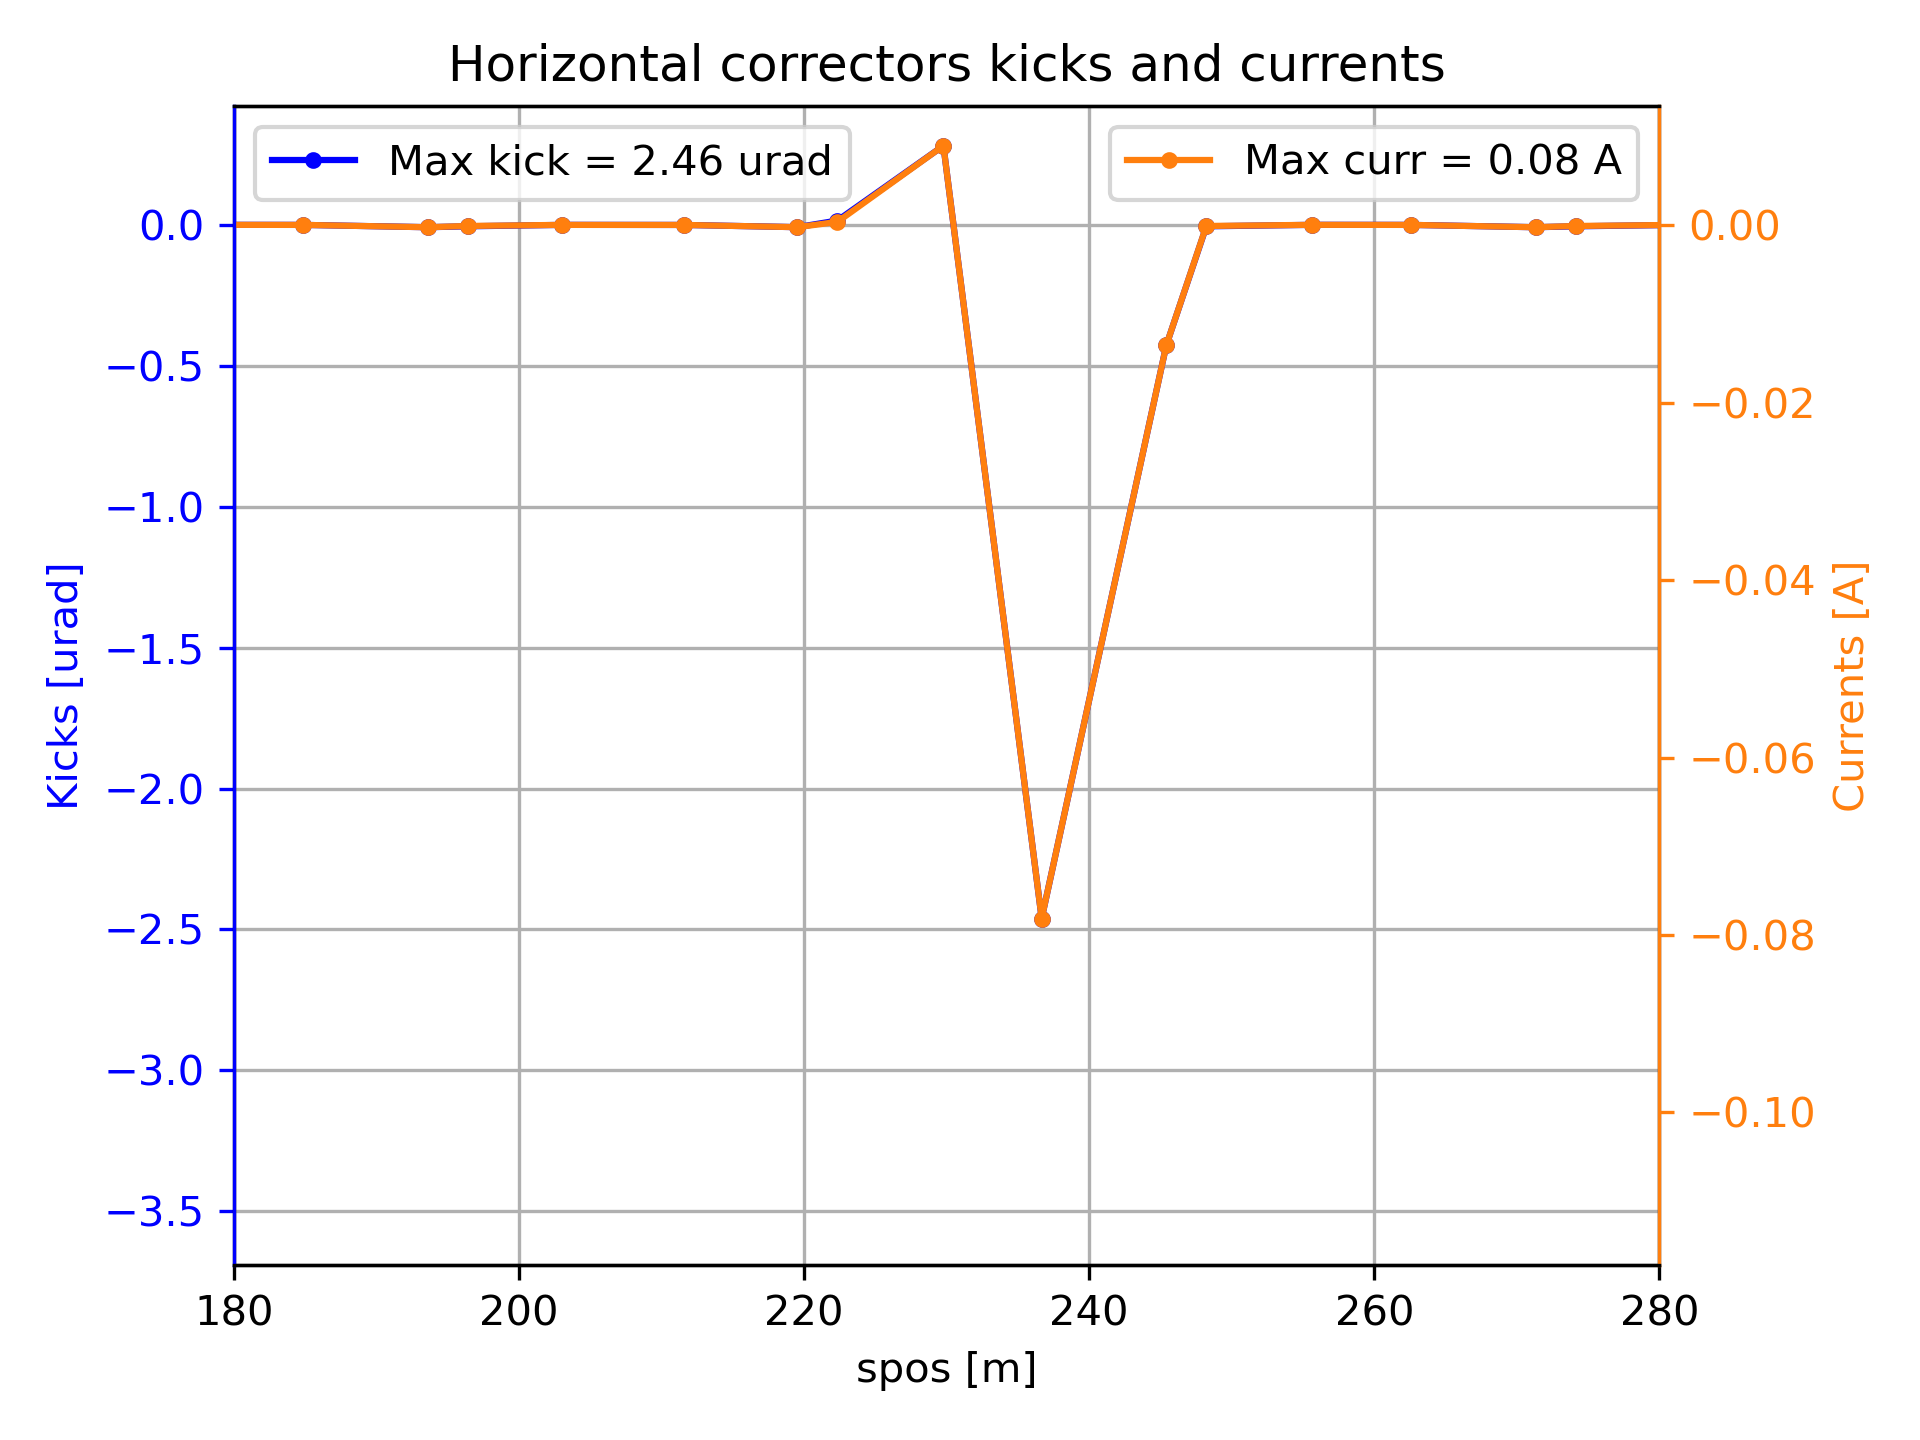 Horizontal correctors kicks and currents
Max kick = 2.46 urad
Max curr = 0.08 A
Kicks [urad]
0.0
−0.5
−1.0
−1.5
−2.0
−2.5
−3.0
−3.5
0.00
−0.02
−0.04
−0.06
−0.08
−0.10
Currents [A]
180 200 220 240 260 280
spos [m]